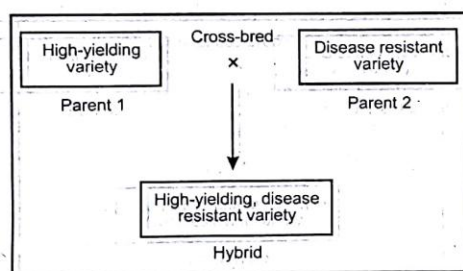 High-yielding
variety
Parent 1
Cross-bred
×
Disease resistant
variety
Parent 2
High-yielding, disease
resistant variety
Hybrid